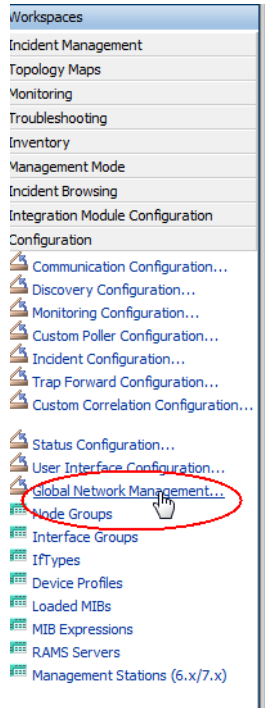 Workspaces
Incident Management
Topology Maps
Monitoring
Troubleshooting
Inventory
Management Mode
Incident Browsing
Integration Module Configuration
Configuration
Communication Configuration...
Discovery Configuration...
Monitoring Configuration...
Custom Poller Configuration...
Incident Configuration...
Trap Forward Configuration...
Custom Correlation Configuration...
Status Configuration...
User Interface Configuration...
Global Network Management...
Node Groups
Interface Groups
IfTypes
Device Profiles
Loaded MIBs
MIB Expressions
RAMS Servers
Management Stations (6.x/7.x)